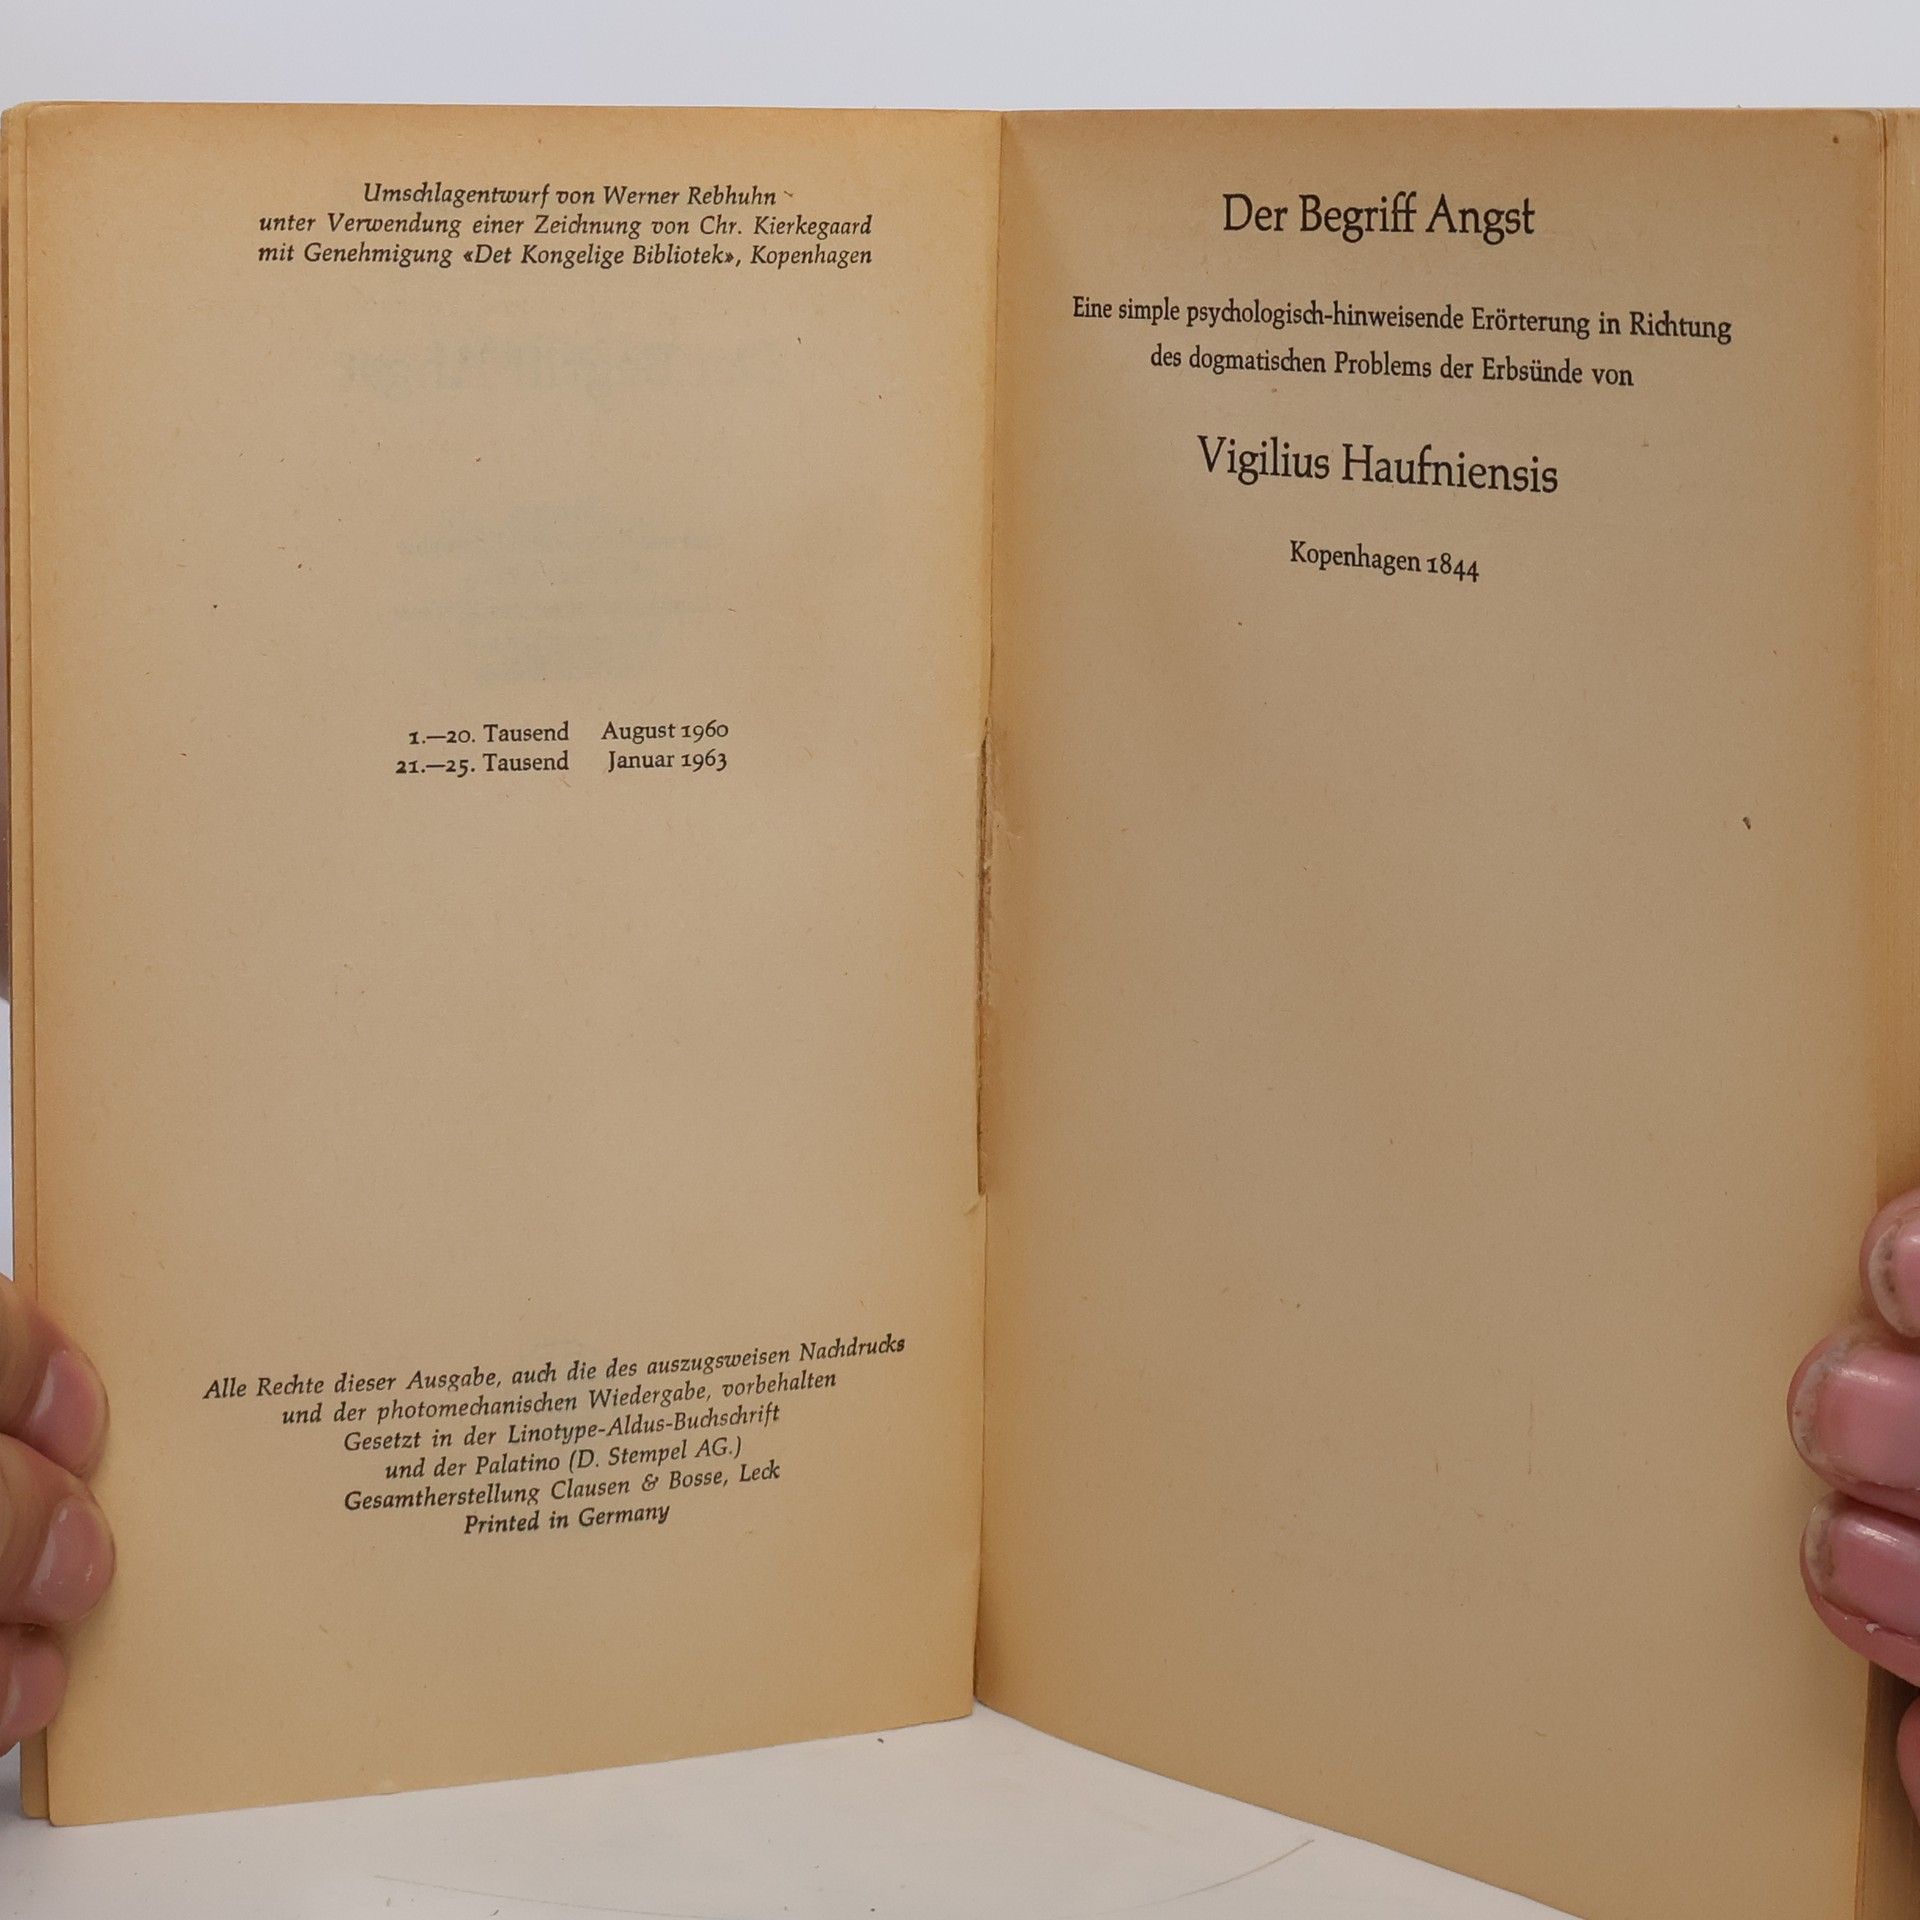 Umschlagentwurf von Werner Rebhuhn
unter Verwendung einer Zeichnung von Chr. Kierkegaard
mit Genehmigung «Det Kongelige Bibliotek», Kopenhagen
1.—20. Tausend August 1960
21.—25. Tausend Januar 1963
Alle Rechte dieser Ausgabe, auch die des auszugsweisen Nachdrucks
und der photomechanischen Wiedergabe, vorbehalten
Gesetzt in der Linotype-Aldus-Buchschrift
und der Palatino (D. Stempel AG.)
Gesamtherstellung Clausen & Bosse, Leck
Printed in Germany
Der Begriff Angst
Eine simple psychologisch-hinweisende Erörterung in Richtung
des dogmatischen Problems der Erbsünde von
Vigilius Haufniensis
Kopenhagen 1844